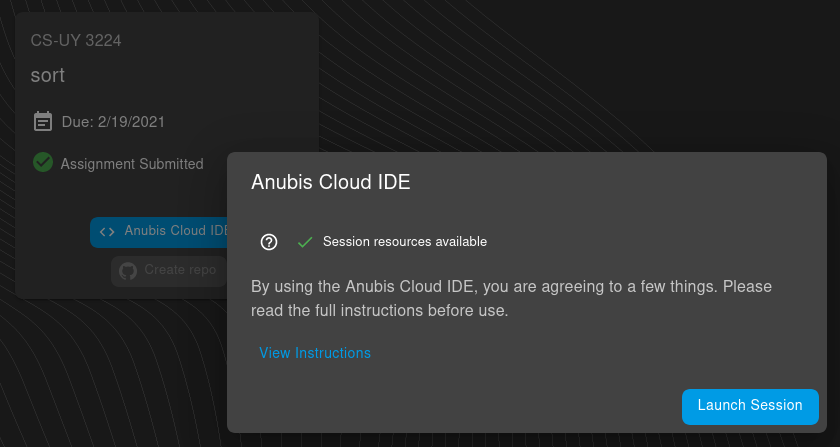 CS-UY 3224
sort
Due: 2/19/2021
Assignment Submitted
Anubis Cloud IDE
Create repo
Anubis Cloud IDE
Session resources available
By using the Anubis Cloud IDE, you are agreeing to a few things. Please
read the full instructions before use.
View Instructions
Launch Session